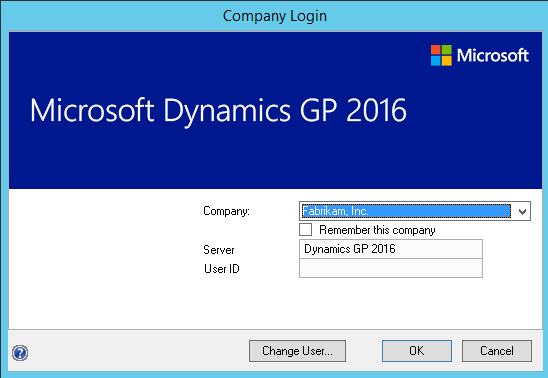 Company Login
Microsoft
Microsoft Dynamics GP 2016
Company: Fabrikam, Inc.
Remember this company
Server Dynamics GP 2016
User ID
Change User... OK Cancel